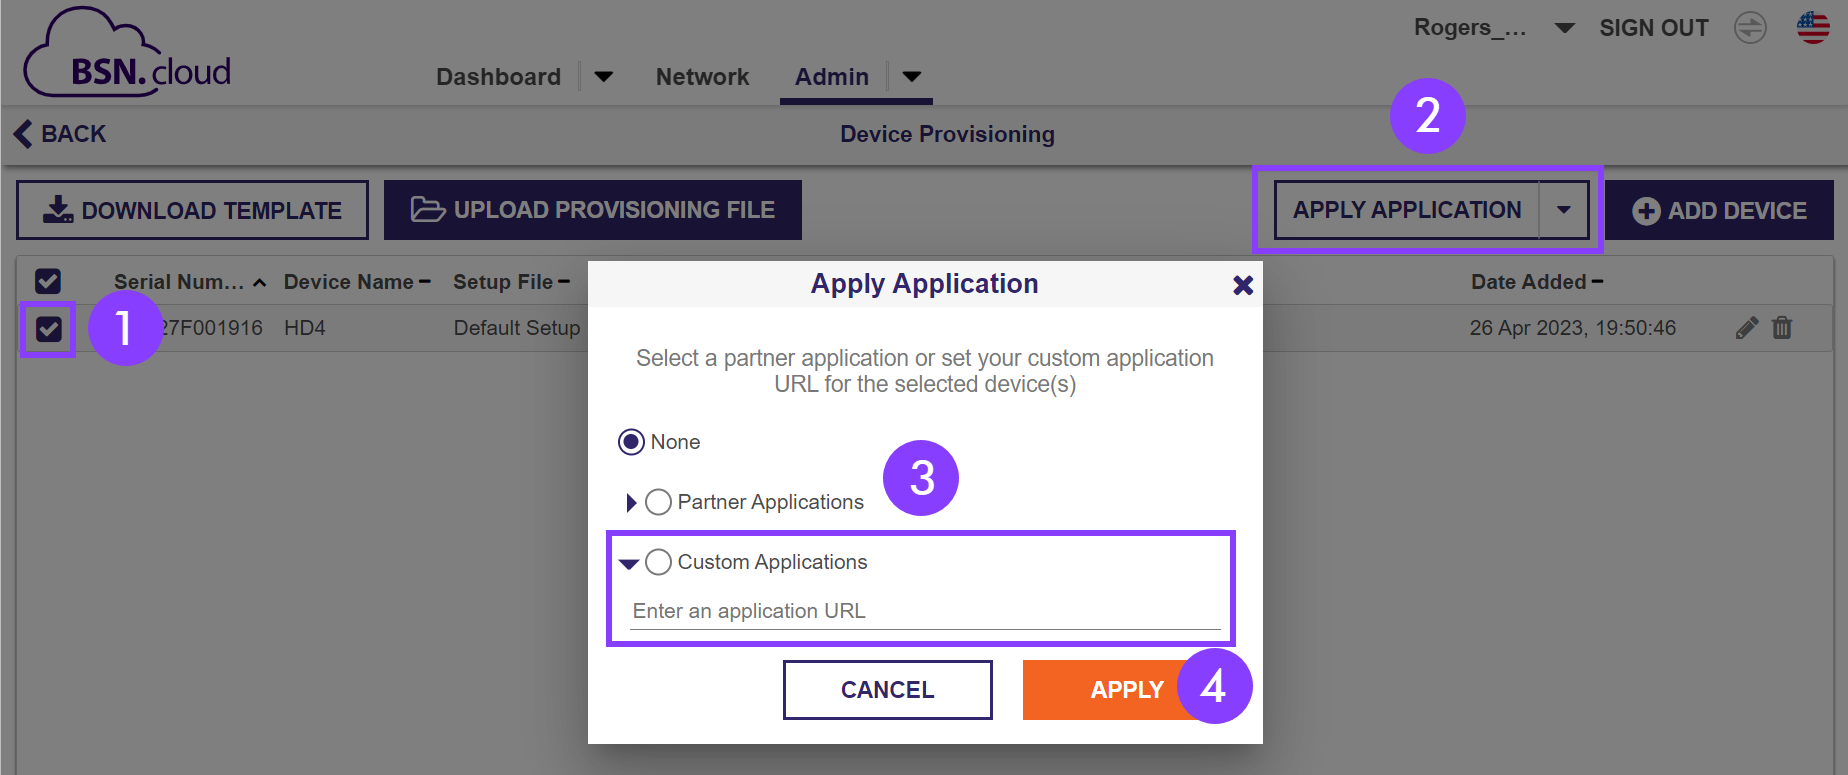 BSN.cloud
Dashboard Network Admin
Rogers_... SIGN OUT
2
BACK
Device Provisioning
DOWNLOAD TEMPLATE
UPLOAD PROVISIONING FILE
APPLY APPLICATION
ADD DEVICE
Serial Num... Device Name Setup File Date Added
1
27F001916 HD4 Default Setup 26 Apr 2023, 19:50:46
Apply Application
Select a partner application or set your custom application
URL for the selected device(s)
None
3
Partner Applications
Custom Applications
Enter an application URL
CANCEL
APPLY
4